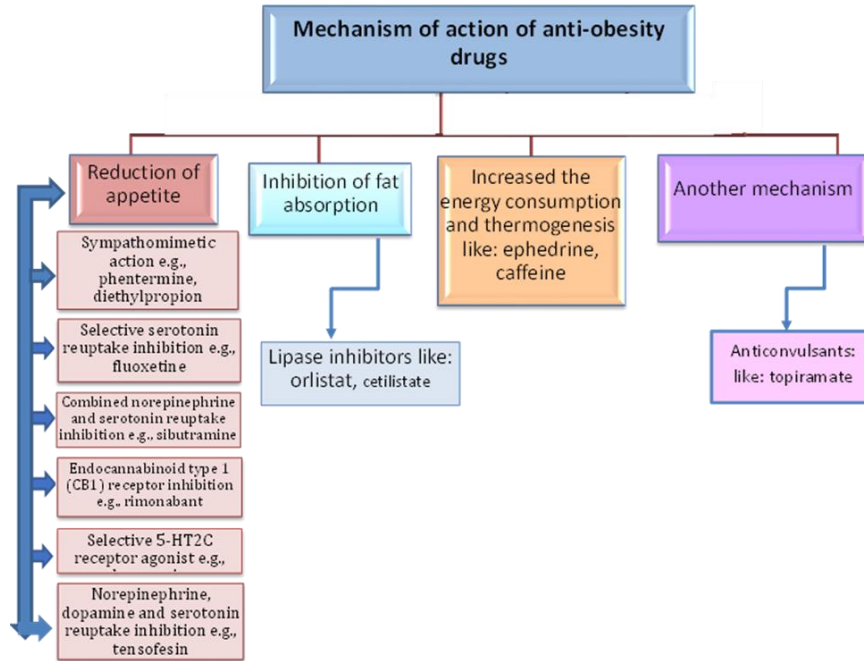 Mechanism of action of anti-obesity
drugs
Reduction of
appetite
Sympathomimetic
action e.g.,
phentermine,
diethylpropion
Selective serotonin
reuptake inhibition e.g.,
fluoxetine
Combined norepinephrine
and serotonin reuptake
inhibition e.g., sibutramine
Endocannabinoid type 1
(CB1) receptor inhibition
e.g., rimonabant
Selective 5-HT2C
receptor agonist e.g.,
Norepinephrine,
dopamine and serotonin
reuptake inhibition e.g.,
tensofesin
Inhibition of fat
absorption
Lipase inhibitors like:
orlistat, cetilistate
Increased the
energy consumption
and thermogenesis
like: ephedrine,
caffeine
Another mechanism
Anticonvulsants:
like: topiramate